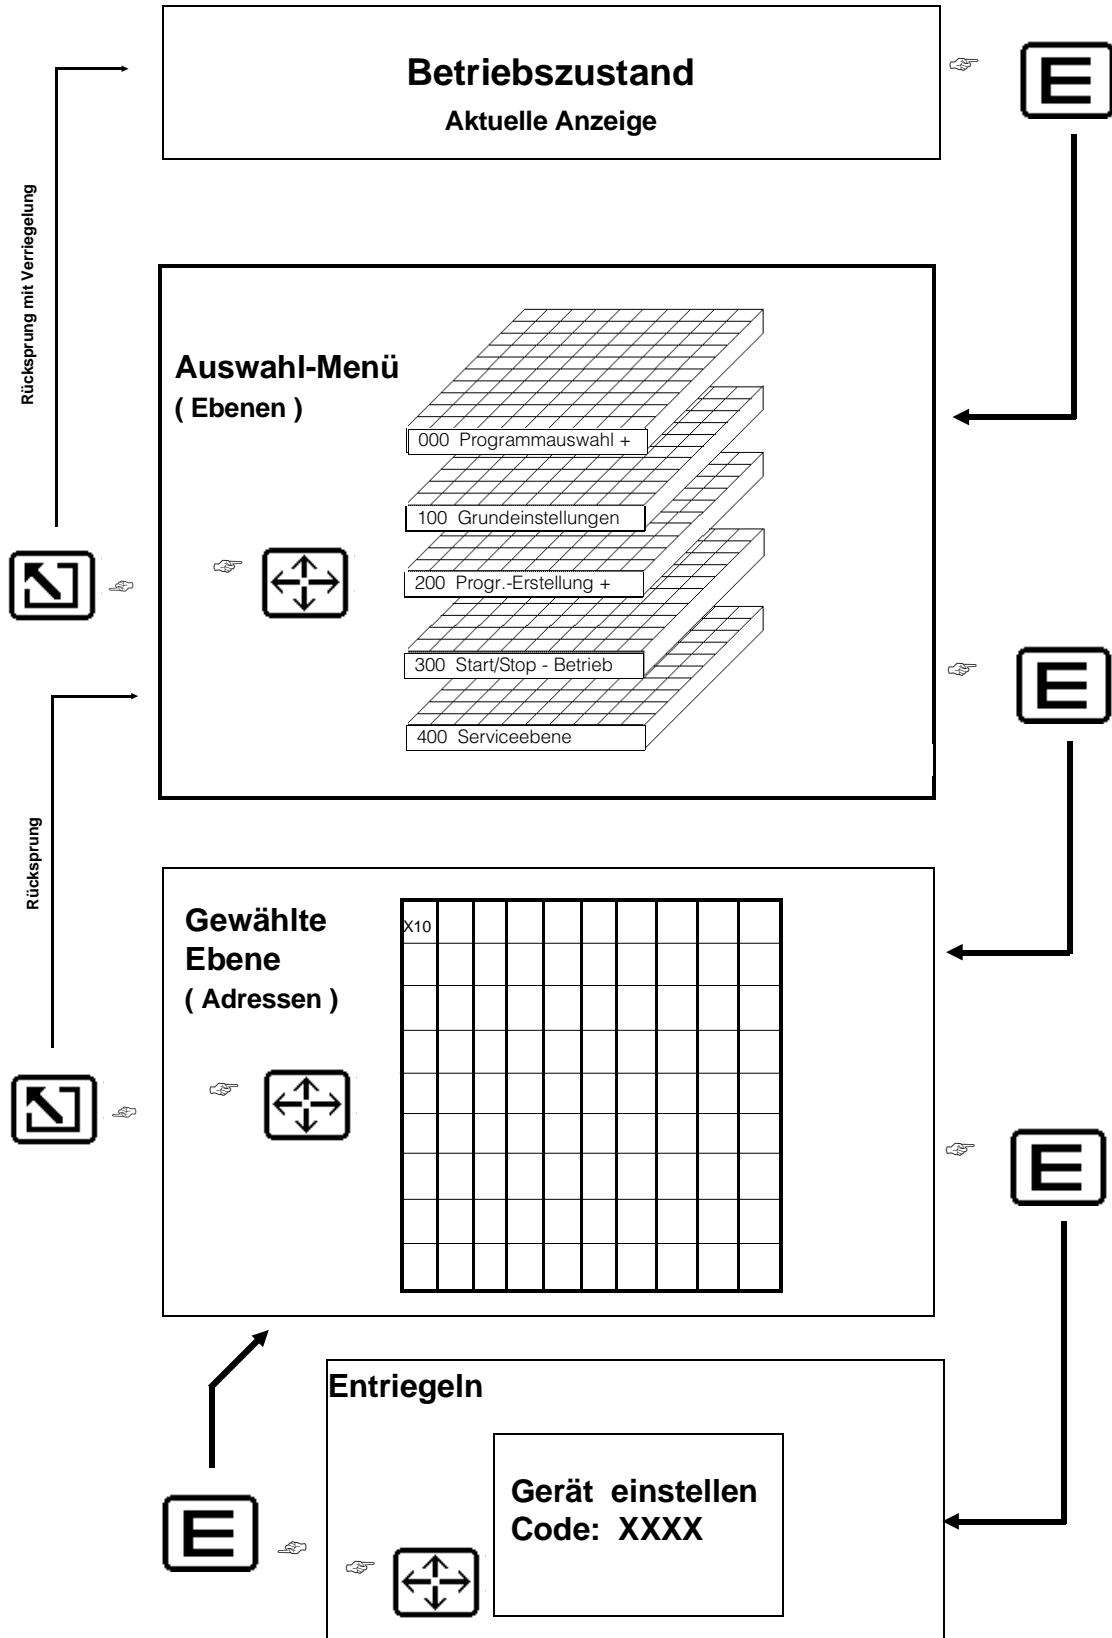 Betriebszustand
Aktuelle Anzeige
E
Rücksprung mit Verriegelung
Auswahl-Menü
( Ebenen )
000 Programmauswahl +
100 Grundeinstellungen
200 Progr.-Erstellung +
300 Start/Stop - Betrieb
400 Serviceebene
E
Rücksprung
Gewählte
Ebene
( Adressen )
X10
E
Entriegeln
Gerät einstellen
Code: XXXX
E